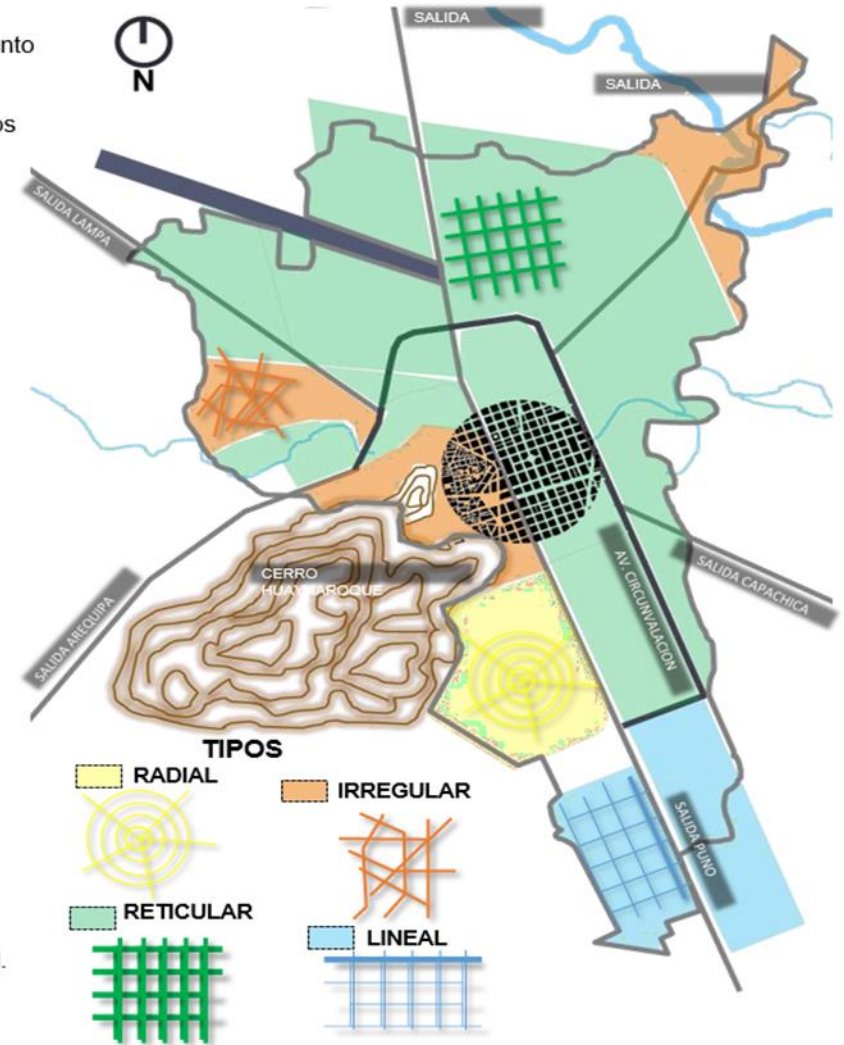 SALIDA
nto
N
SALIDA
os
SALIDA LAMPA
CERRO
HUAYNAROQUE
AV. CIRCUNVALACION
SALIDA CAPACHICA
SALIDA AREQUIPA
TIPOS
RADIAL
IRREGULAR
SALIDA PUNO
RETICULAR
LINEAL
.